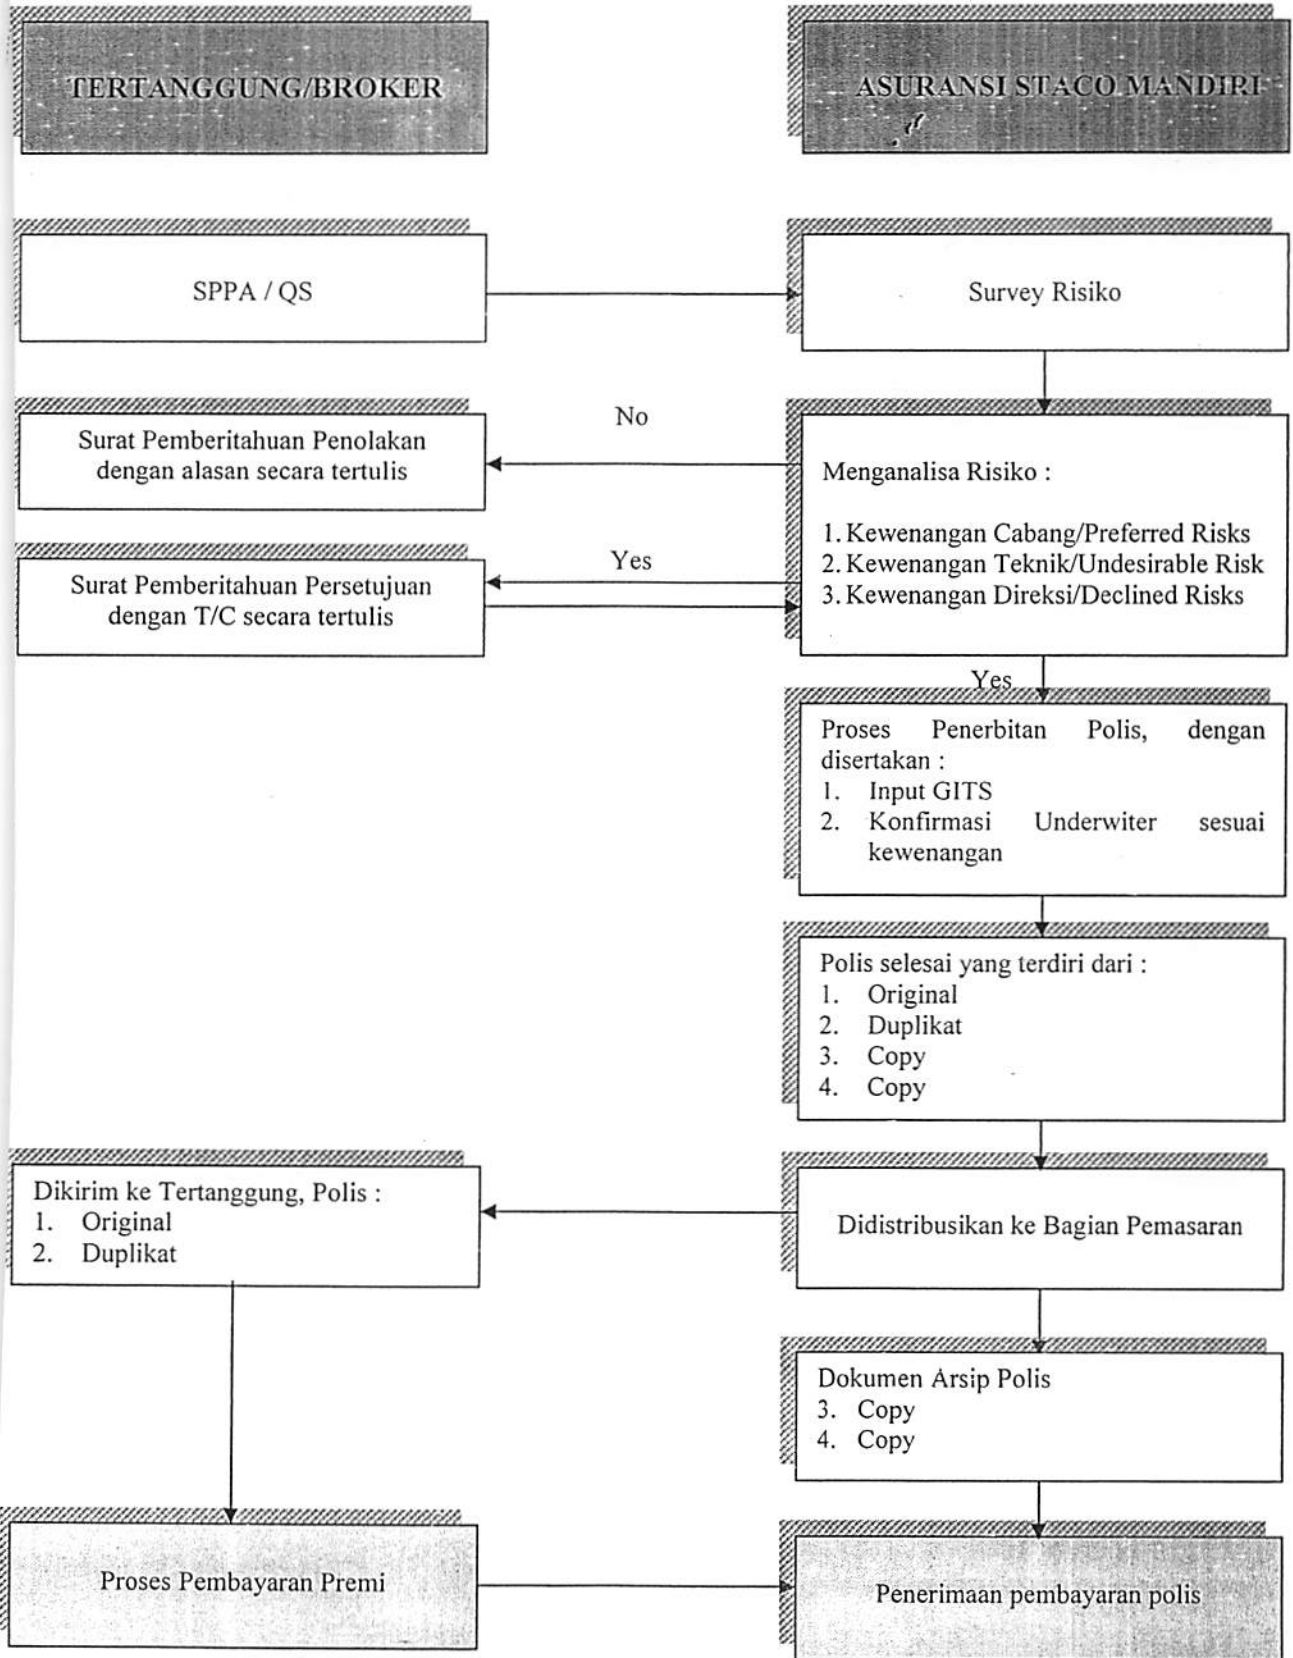 TERTANGGUNG/BROKER
ASURANSI STACO MANDIRI
SPPA / QS
Survey Risiko
No
Surat Pemberitahuan Penolakan
dengan alasan secara tertulis
Menganalisa Risiko :
1. Kewenangan Cabang/Preferred Risks
2. Kewenangan Teknik/Undesirable Risk
3. Kewenangan Direksi/Declined Risks
Yes
Surat Pemberitahuan Persetujuan
dengan T/C secara tertulis
Yes
Proses Penerbitan Polis, dengan
disertakan :
1. Input GITS
2. Konfirmasi Underwiter sesuai
kewenangan
Polis selesai yang terdiri dari :
1. Original
2. Duplikat
3. Copy
4. Copy
Dikirim ke Tertanggung, Polis :
1. Original
2. Duplikat
Didistribusikan ke Bagian Pemasaran
Dokumen Arsip Polis
3. Copy
4. Copy
Proses Pembayaran Premi
Penerimaan pembayaran polis